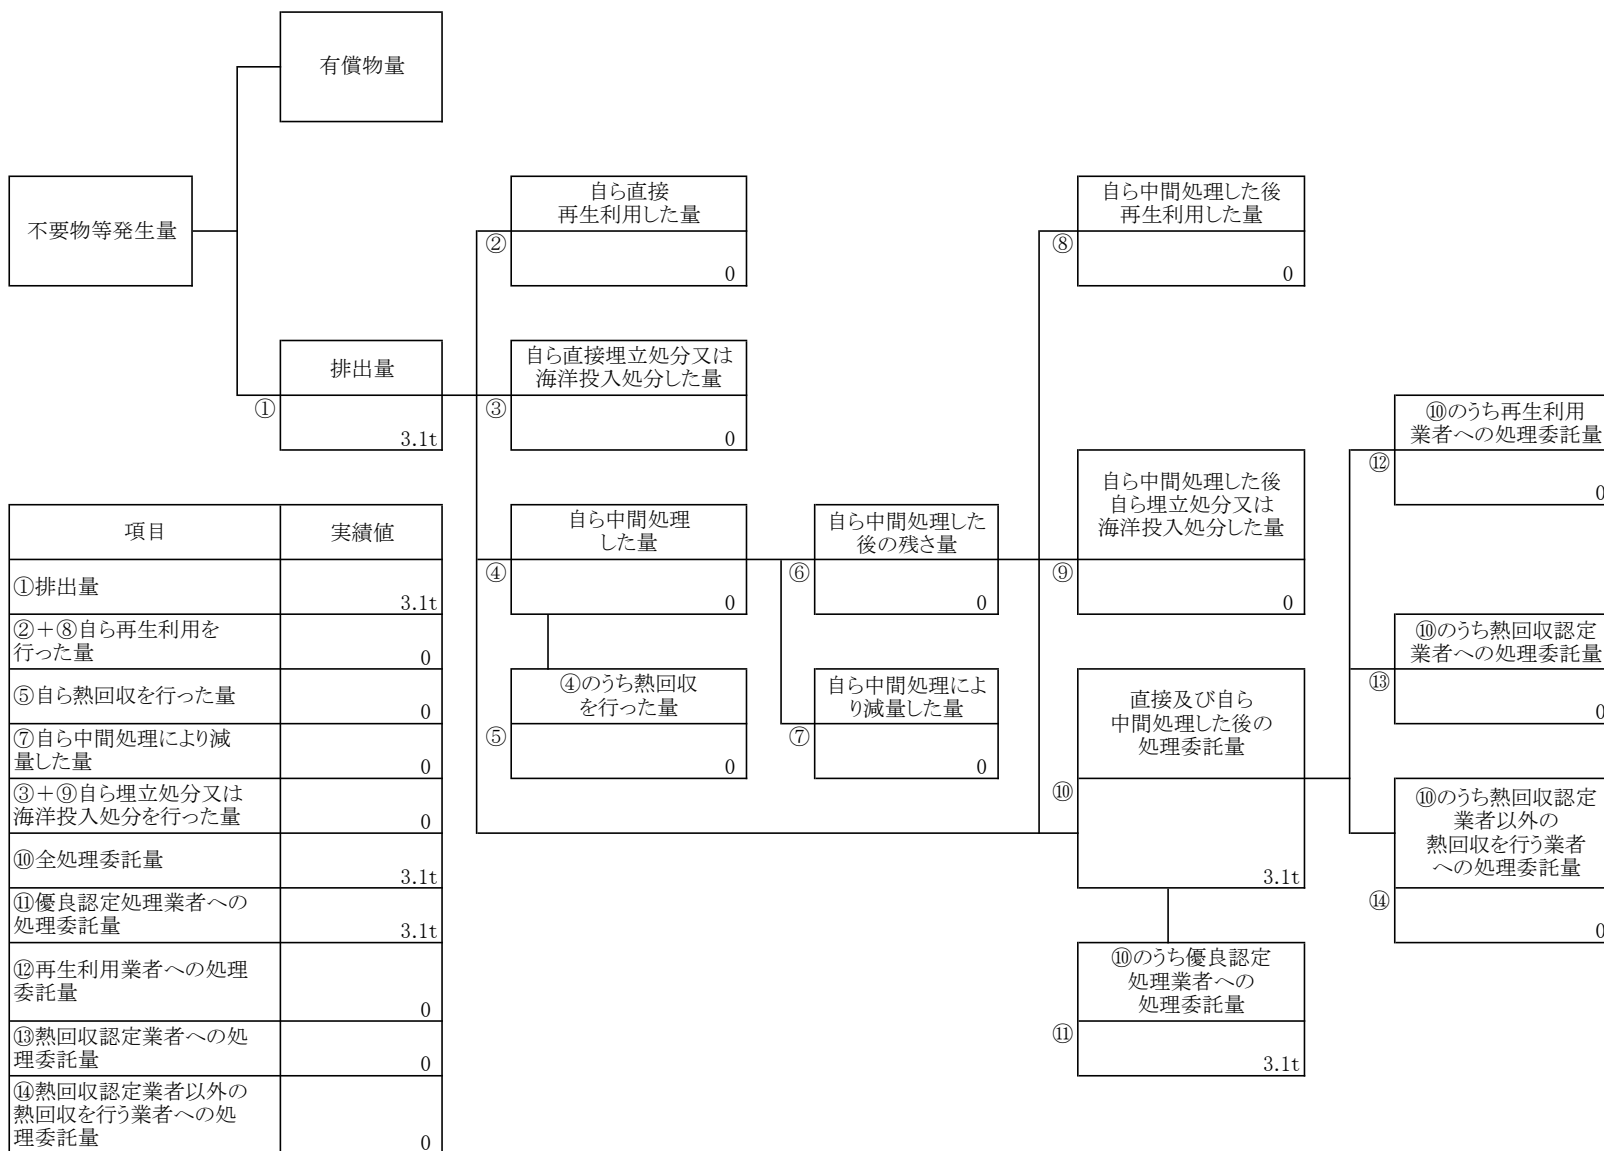 有償物量
不要物等発生量
排出量
①
3.1t
自ら直接
再生利用した量
②
0
自ら直接埋立処分又は
海洋投入処分した量
③
0
自ら中間処理
した量
④
0
④のうち熱回収
を行った量
⑤
0
自ら中間処理した
後の残さ量
⑥
0
自ら中間処理によ
り減量した量
⑦
0
自ら中間処理した後
再生利用した量
⑧
0
自ら中間処理した後
自ら埋立処分又は
海洋投入処分した量
⑨
0
直接及び自ら
中間処理した後の
処理委託量
⑩
3.1t
⑩のうち優良認定
処理業者への
処理委託量
⑪
3.1t
⑩のうち再生利用
業者への処理委託量
⑫
0
⑩のうち熱回収認定
業者への処理委託量
⑬
0
⑩のうち熱回収認定
業者以外の
熱回収を行う業者
への処理委託量
⑭
0
項目 実績値
①排出量
3.1t
②＋⑧自ら再生利用を
行った量
0
⑤自ら熱回収を行った量
0
⑦自ら中間処理により減
量した量
0
③＋⑨自ら埋立処分又は
海洋投入処分を行った量
0
⑩全処理委託量
3.1t
⑪優良認定処理業者への
処理委託量
3.1t
⑫再生利用業者への処理
委託量
0
⑬熱回収認定業者への処
理委託量
0
⑭熱回収認定業者以外の
熱回収を行う業者への処
理委託量
0